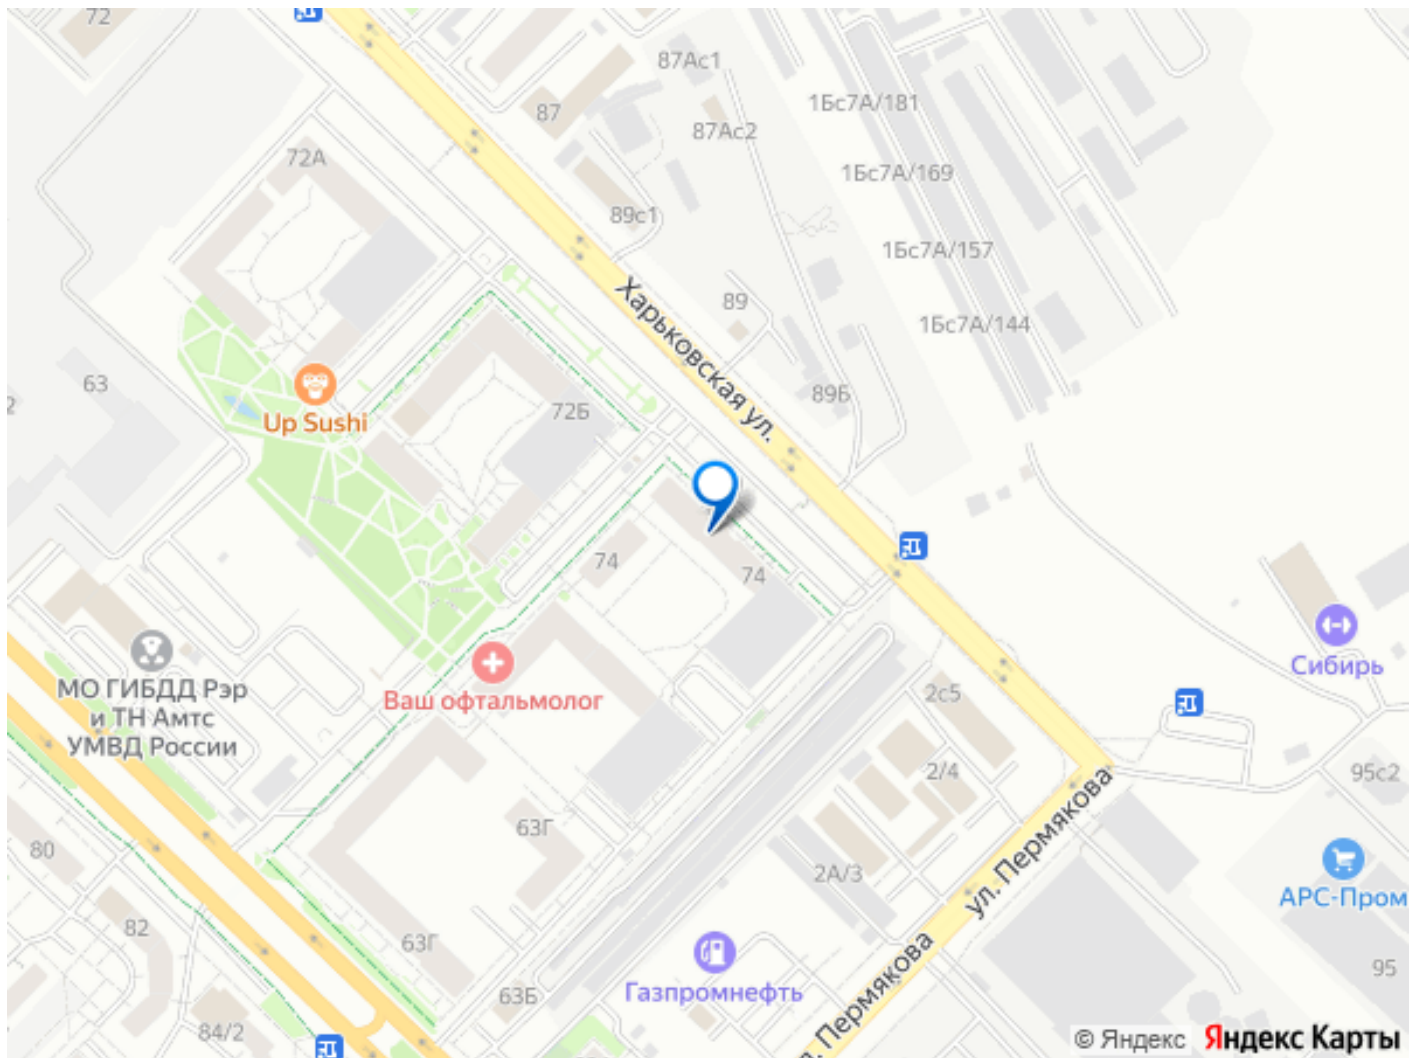 72
87Ас1
87
1Бс7А/181
87Ас2
72А
1Бс7А/169
89с1
1Бс7А/157
89
Харьковская ул.
1Бс7А/144
63
89Б
Up Sushi
72Б
2
74
74
МО ГИБДД Рэр
и ТН Амтс
УМВД России
Ваш офтальмолог
Сибирь
2с5
2/4
95с2
ул. Пермякова
63Г
80
2А/3
АРС-Пром
82
63Г
Газпромнефть
63Б
95
84/2
л. Пермякова
© Яндекс Яндекс Карты